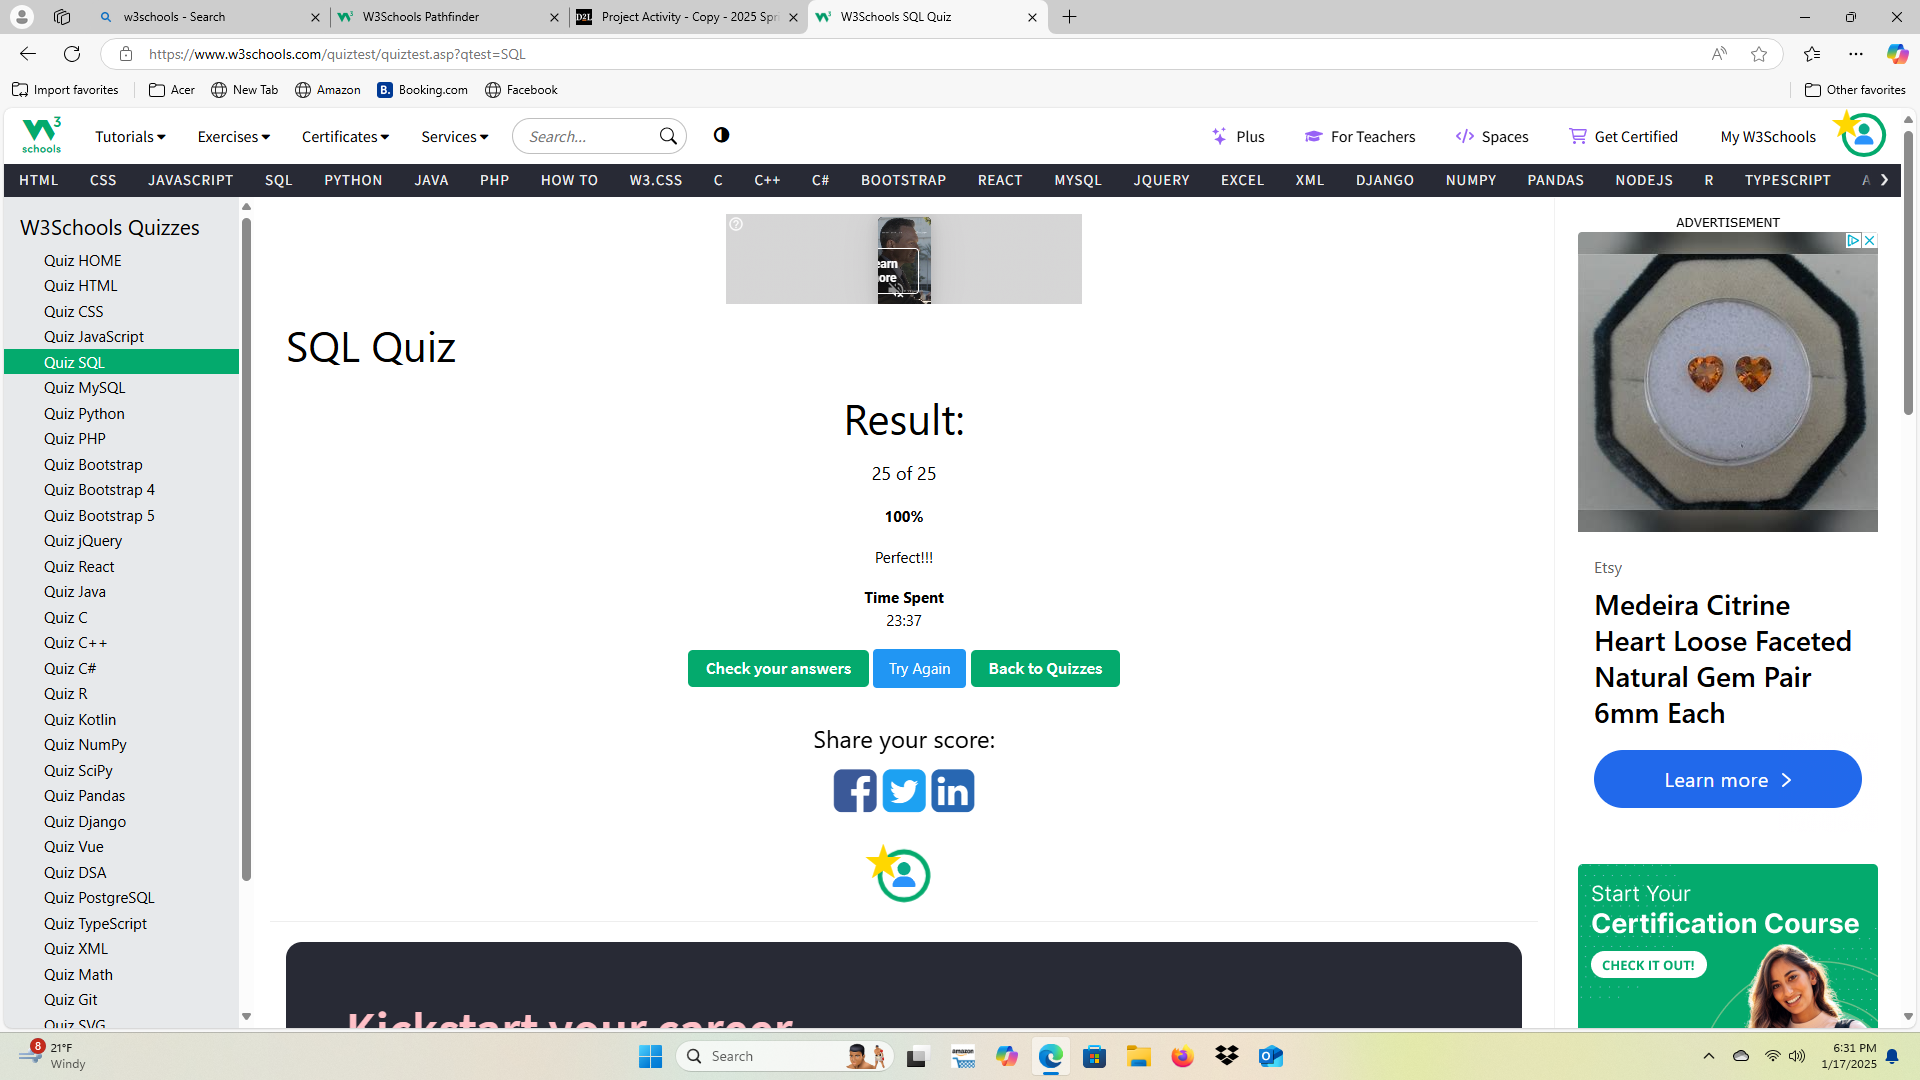 w3schools - Search
W3Schools Pathfinder
Project Activity - Copy - 2025 Spri
W3Schools SQL Quiz
https://www.w3schools.com/quiztest/quiztest.asp?qtest=SQL
Import favorites
Acer
New Tab
Amazon
B. Booking.com
Facebook
Other favorites
W3 schools
Tutorials
Exercises
Certificates
Services
Search...
Plus
For Teachers
Spaces
Get Certified
My W3Schools
HTML CSS JAVASCRIPT SQL PYTHON JAVA PHP HOW TO W3.CSS C C++ C# BOOTSTRAP REACT MYSQL JQUERY EXCEL XML DJANGO NUMPY PANDAS NODEJS R TYPESCRIPT A
W3Schools Quizzes
Quiz HOME
Quiz HTML
Quiz CSS
Quiz JavaScript
Quiz SQL
Quiz MySQL
Quiz Python
Quiz PHP
Quiz Bootstrap
Quiz Bootstrap 4
Quiz Bootstrap 5
Quiz jQuery
Quiz React
Quiz Java
Quiz C
Quiz C++
Quiz C#
Quiz R
Quiz Kotlin
Quiz NumPy
Quiz SciPy
Quiz Pandas
Quiz Django
Quiz Vue
Quiz DSA
Quiz PostgreSQL
Quiz TypeScript
Quiz XML
Quiz Math
Quiz Git
Quiz SVG
earn
ore
SQL Quiz
Result:
25 of 25
100%
Perfect!!!
Time Spent
23:37
Check your answers
Try Again
Back to Quizzes
Share your score:
Kickstart your career
ADVERTISEMENT
Etsy
Medeira Citrine
Heart Loose Faceted
Natural Gem Pair
6mm Each
Learn more
Start Your
Certification Course
CHECK IT OUT!
8
21°F
Windy
Search
amazon
6:31 PM
1/17/2025